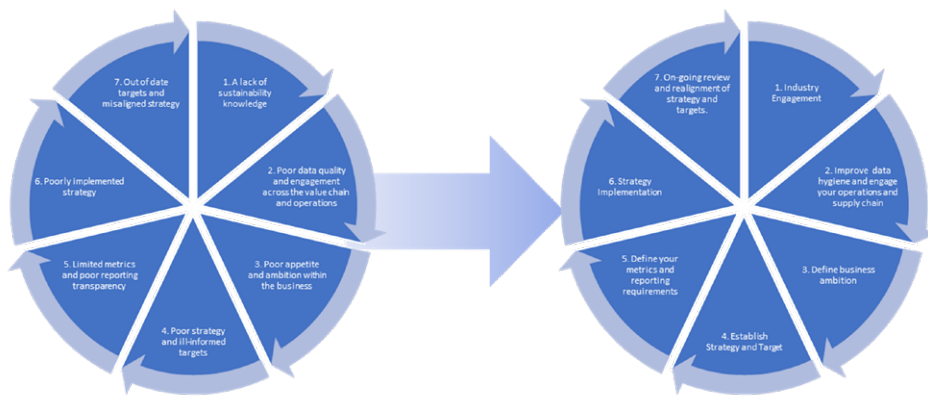 1. A lack of
sustainability
knowledge
2. Poor data quality
and engagement
across the value
chain and operations
3. Poor appetite
and ambition within
the business
4. Poor strategy
and ill-informed
targets
5. Limited metrics
and poor reporting
transparency
6. Poorly implemented
strategy
7. Out of date
targets and
misaligned strategy
1. Industry
Engagement
2. Improve data
hygiene and engage
your operations and
supply chain
3. Define business
ambition
4. Establish
Strategy and Target
5. Define your
metrics and
reporting
requirements
6. Strategy
Implementation
7. On-going review
and realignment of
strategy and
targets.